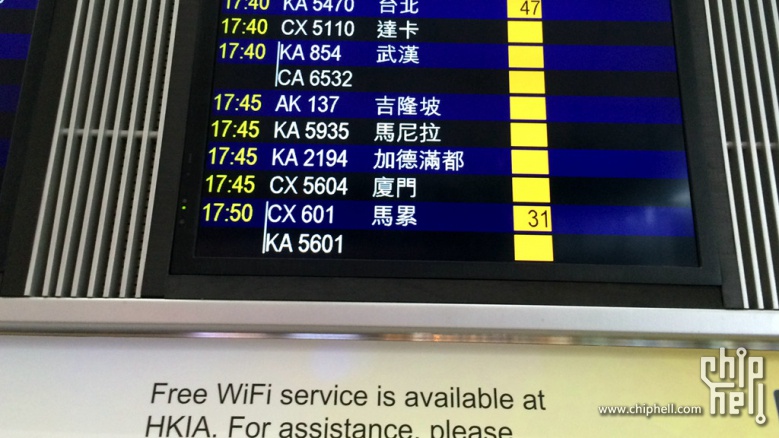 17:40 KA 5470 台北 47
17:40 CX 5110 達卡
17:40 KA 854 武漢
CA 6532
17:45 AK 137 吉隆坡
17:45 KA 5935 馬尼拉
17:45 KA 2194 加德滿都
17:45 CX 5604 廈門
17:50 CX 601 馬累 31
KA 5601
Free WiFi service is available at
HKIA. For assistance, please
www.chiphell.com
chip
hell